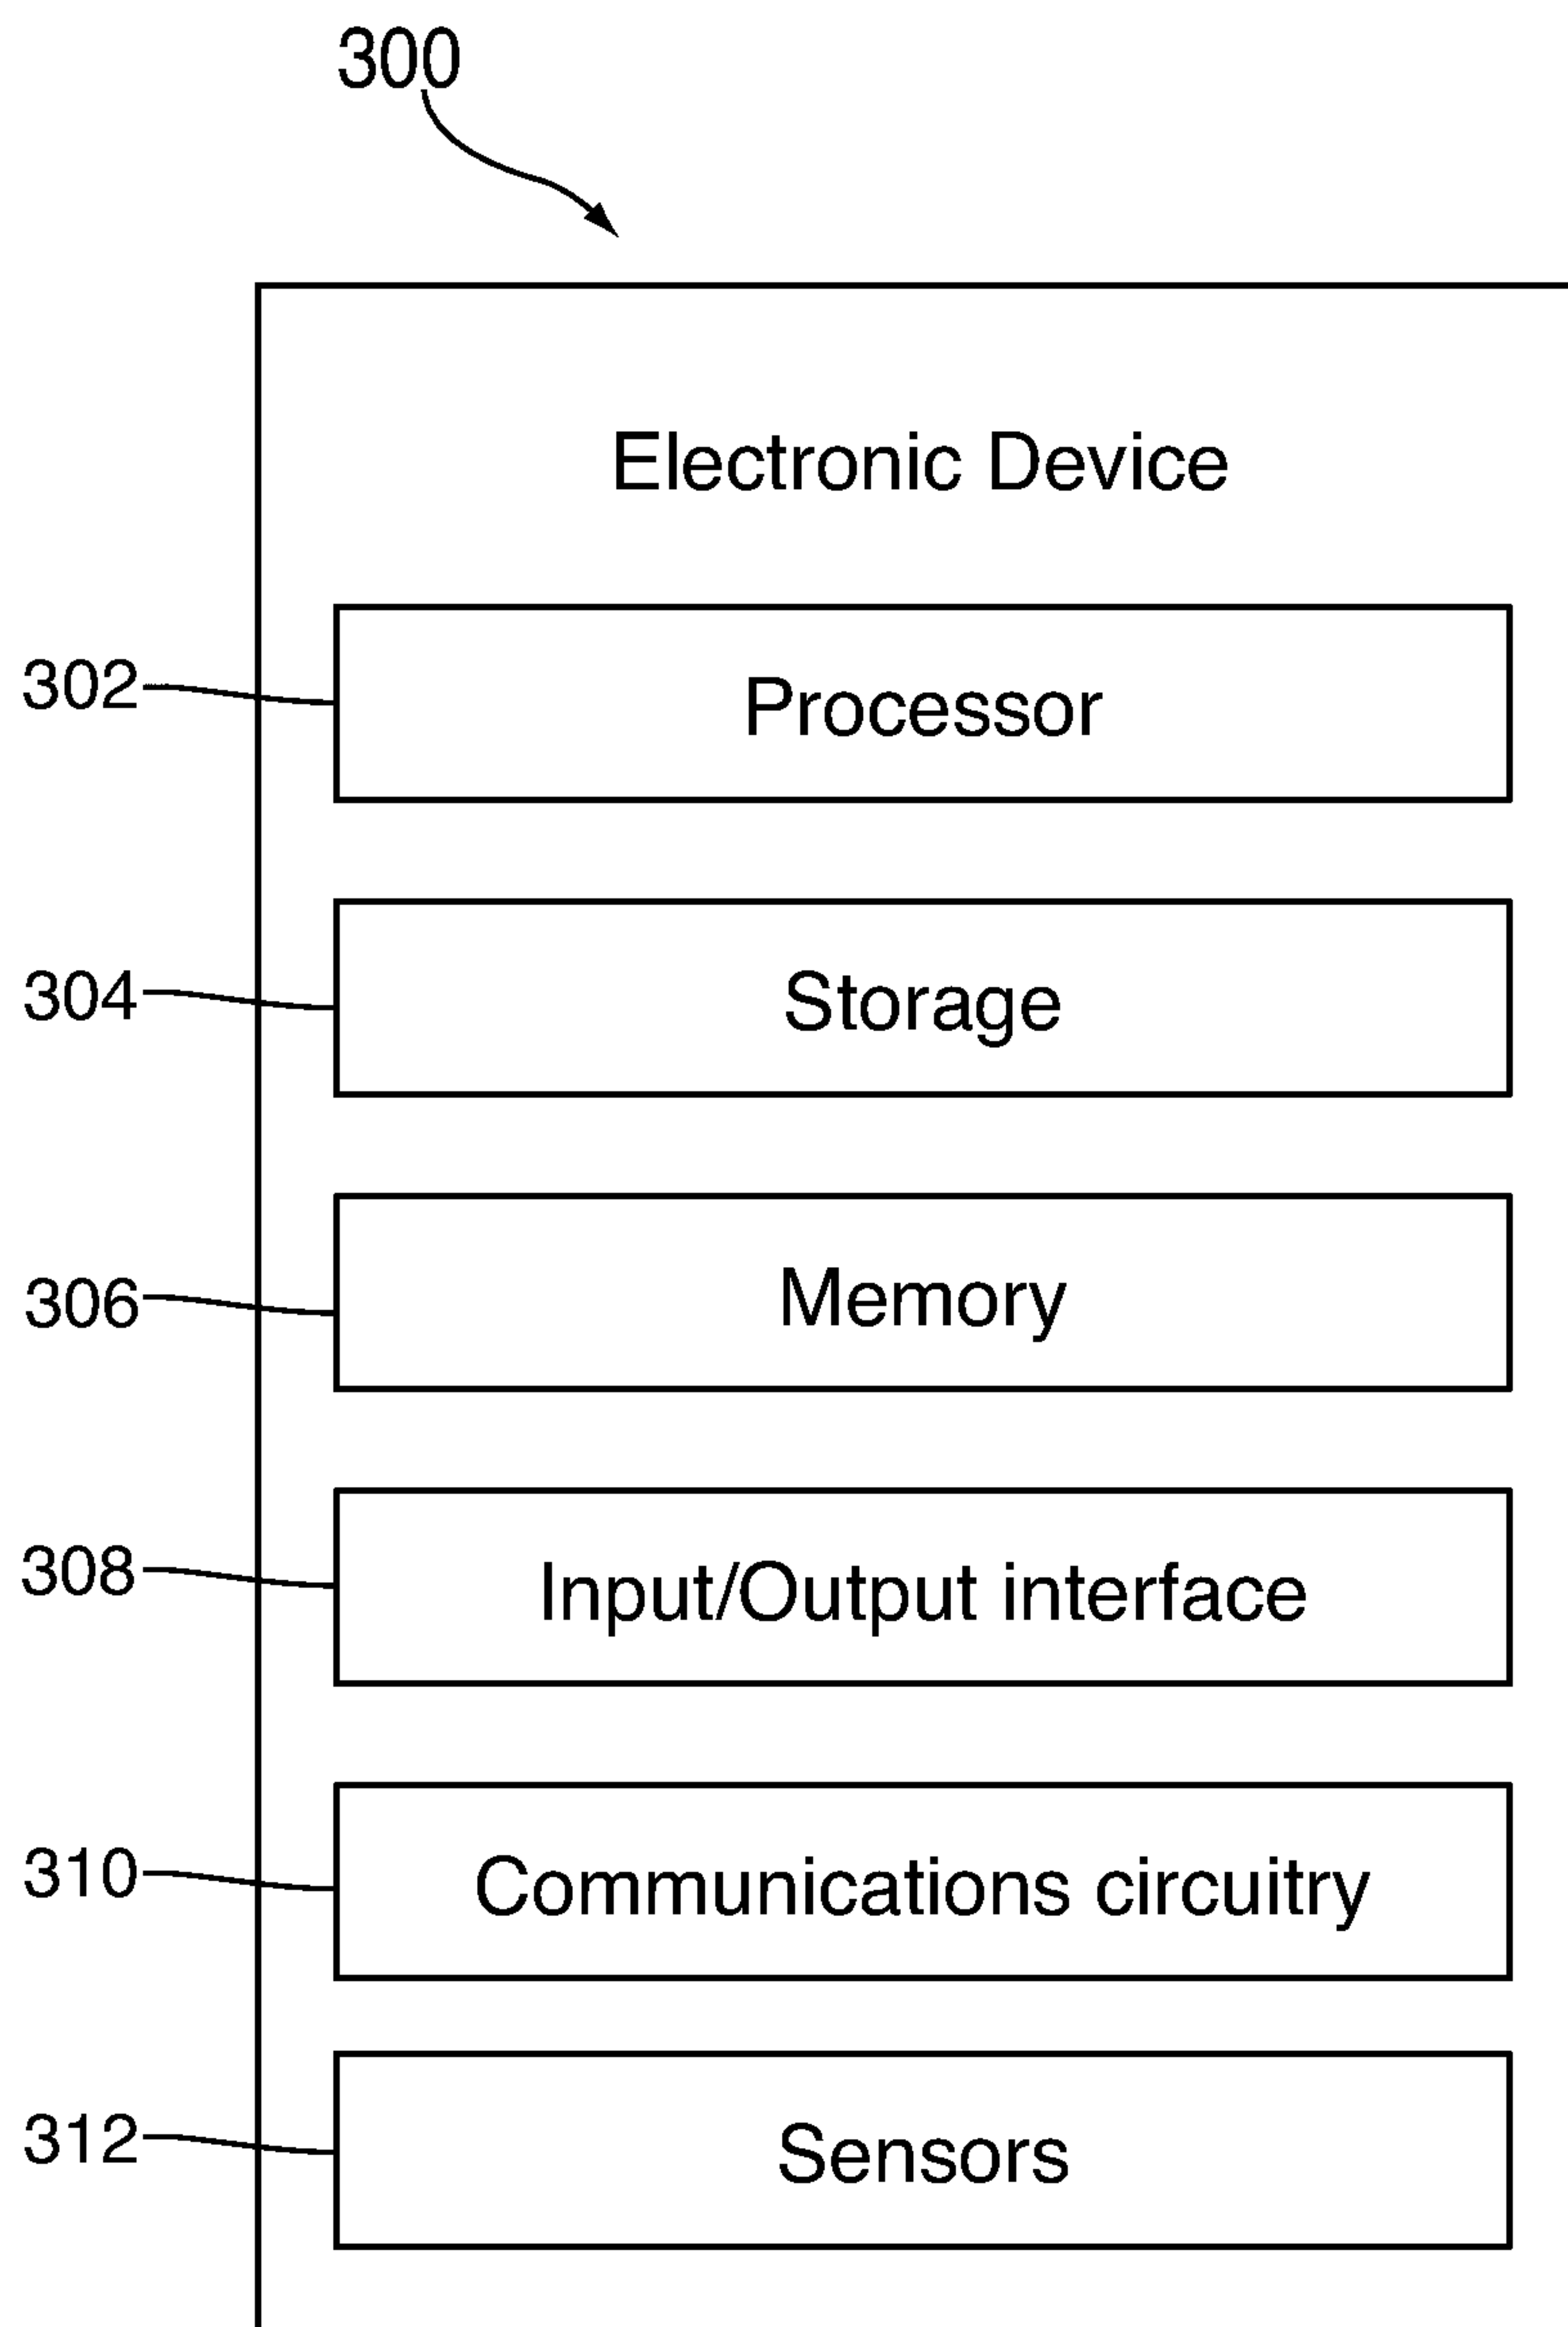 300
Electronic Device
302
Processor
304
Storage
306
Memory
308
Input/Output interface
310
Communications circuitry
312
Sensors